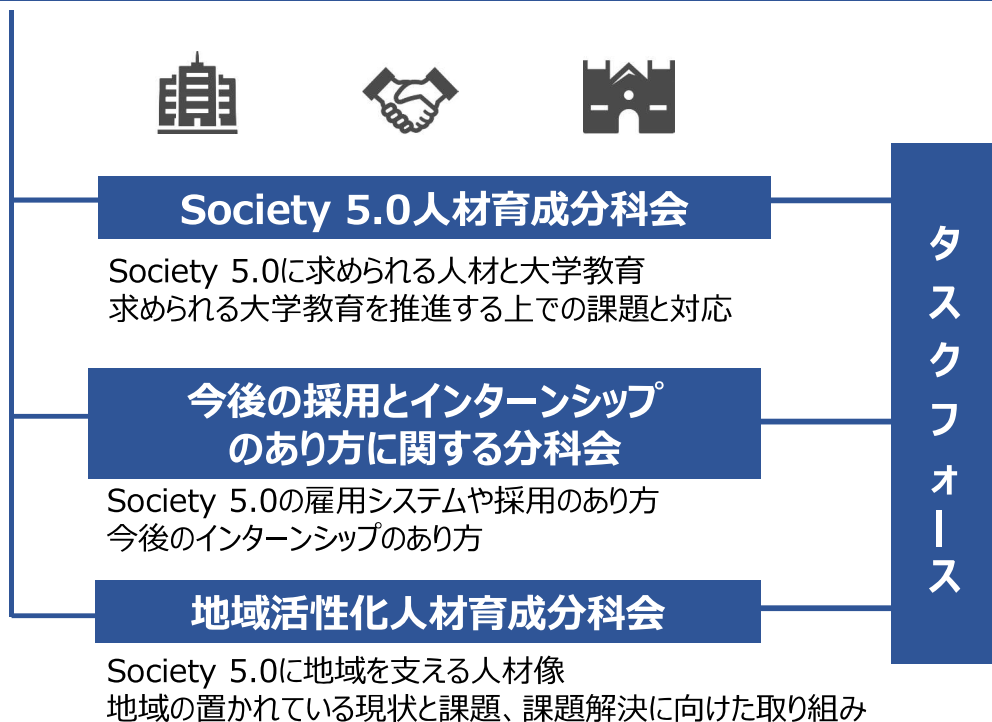 Society 5.0人材育成分科会
Society 5.0に求められる人材と大学教育
求められる大学教育を推進する上での課題と対応
今後の採用とインターンシップ
のあり方に関する分科会
Society 5.0の雇用システムや採用のあり方
今後のインターンシップのあり方
地域活性化人材育成分科会
Society 5.0に地域を支える人材像
地域の置かれている現状と課題、課題解決に向けた取り組み
タスクフォース